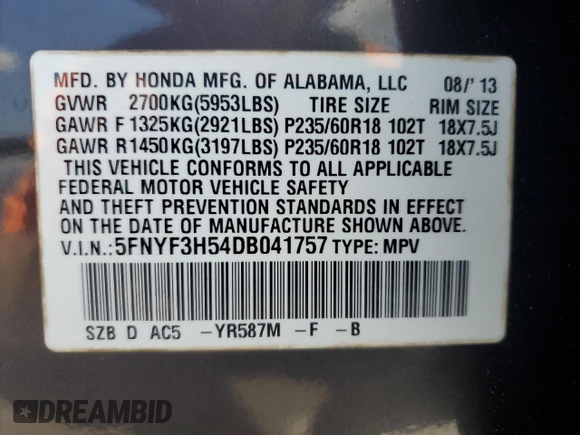 MFD. BY HONDA MFG. OF ALABAMA, LLC 08/'13
GVWR 2700KG(5953LBS) TIRE SIZE RIM SIZE
GAWR F 1325KG(2921LBS) P235/60R18 102T 18X7.5J
GAWR R1450KG(3197LBS) P235/60R18 102T 18X7.5J
THIS VEHICLE CONFORMS TO ALL APPLICABLE
FEDERAL MOTOR VEHICLE SAFETY
AND THEFT PREVENTION STANDARDS IN EFFECT
ON THE DATE OF MANUFACTURE SHOWN ABOVE.
V.I.N.: 5FNYF3H54DB041757 TYPE: MPV
SZB D AC5 -YR587M -F -B
DREAMBID